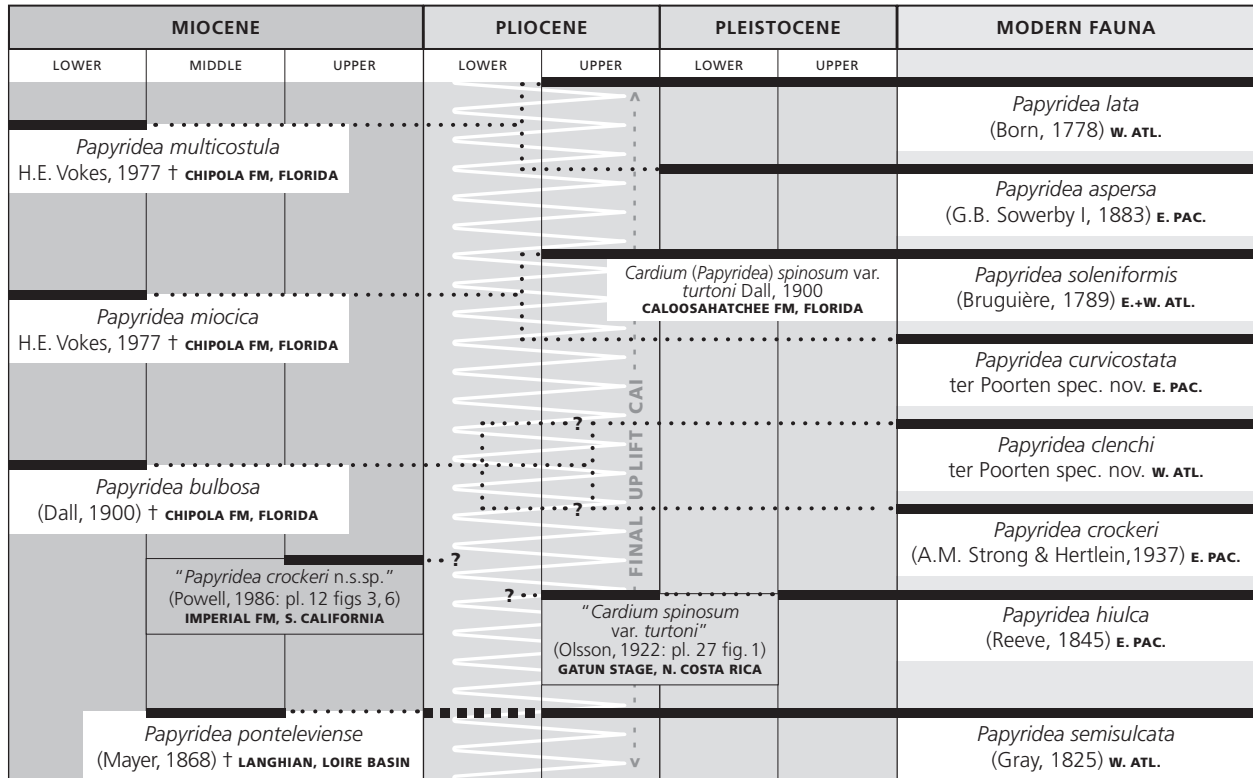 MIOCENE PLIOCENE PLEISTOCENE MODERN FAUNA
LOWER MIDDLE UPPER LOWER UPPER LOWER UPPER
Papyridea lata
(Born, 1778) W. ATL.
Papyridea multicostula
H.E. Vokes, 1977 † CHIPOLA FM, FLORIDA
Papyridea aspersa
(G.B. Sowerby I, 1883) E. PAC.
Cardium (Papyridea) spinosum var.
turtoni Dall, 1900
CALOOSAHATCHEE FM, FLORIDA
Papyridea soleniformis
(Bruguière, 1789) E.+W. ATL.
Papyridea miocica
H.E. Vokes, 1977 † CHIPOLA FM, FLORIDA
Papyridea curvicostata
ter Poorten spec. nov. E. PAC.
FINAL UPLIFT CAI
?
Papyridea clenchi
ter Poorten spec. nov. W. ATL.
Papyridea bulbosa
(Dall, 1900) † CHIPOLA FM, FLORIDA
?
Papyridea crockeri
(A.M. Strong & Hertlein, 1937) E. PAC.
?
"Papyridea crockeri n.s.sp."
(Powell, 1986: pl. 12 figs 3, 6)
IMPERIAL FM, S. CALIFORNIA
?
"Cardium spinosum
var. turtoni"
(Olsson, 1922: pl. 27 fig. 1)
GATUN STAGE, N. COSTA RICA
Papyridea hiulca
(Reeve, 1845) E. PAC.
Papyridea ponteleviense
(Mayer, 1868) † LANGHIAN, LOIRE BASIN
Papyridea semisulcata
(Gray, 1825) W. ATL.